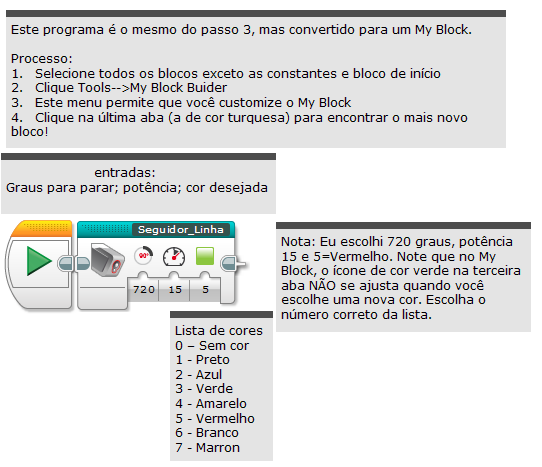 Este programa é o mesmo do passo 3, mas convertido para um My Block.
Processo:
1. Selecione todos os blocos exceto as constantes e bloco de início
2. Clique Tools-->My Block Buider
3. Este menu permite que você customize o My Block
4. Clique na última aba (a de cor turquesa) para encontrar o mais novo
bloco!
entradas:
Graus para parar; potência; cor desejada
Seguidor_Linha
90°
720 15 5
Nota: Eu escolhi 720 graus, potência
15 e 5=Vermelho. Note que no My
Block, o ícone de cor verde na terceira
aba NÃO se ajusta quando você
escolhe uma nova cor. Escolha o
número correto da lista.
Lista de cores
0 – Sem cor
1 - Preto
2 - Azul
3 - Verde
4 - Amarelo
5 - Vermelho
6 - Branco
7 - Marron